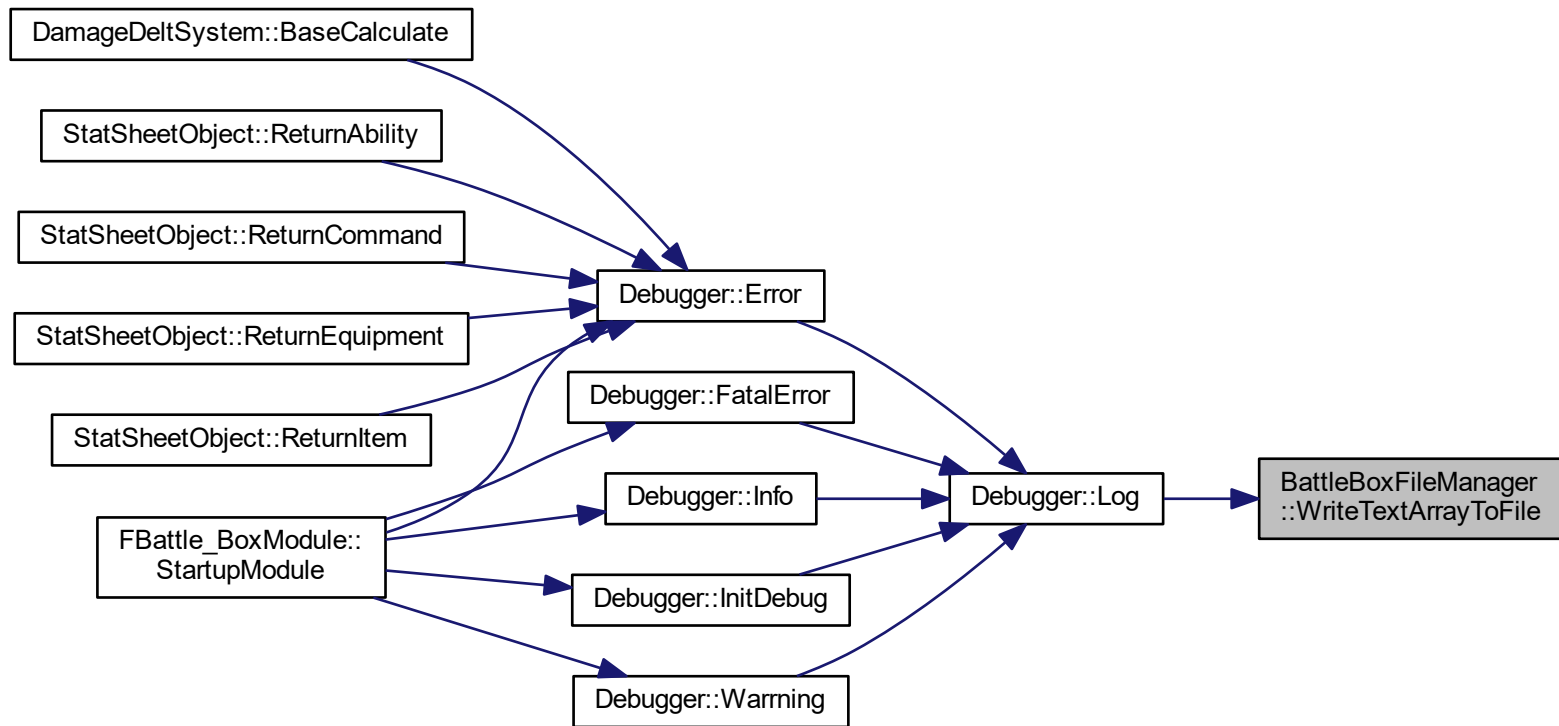 DamageDeltSystem::BaseCalculate
StatSheetObject::ReturnAbility
StatSheetObject::ReturnCommand
StatSheetObject::ReturnEquipment
StatSheetObject::ReturnItem
FBattle_BoxModule::
StartupModule
Debugger::Error
Debugger::FatalError
Debugger::Info
Debugger::InitDebug
Debugger::Warrning
Debugger::Log
BattleBoxFileManager
::WriteTextArrayToFile